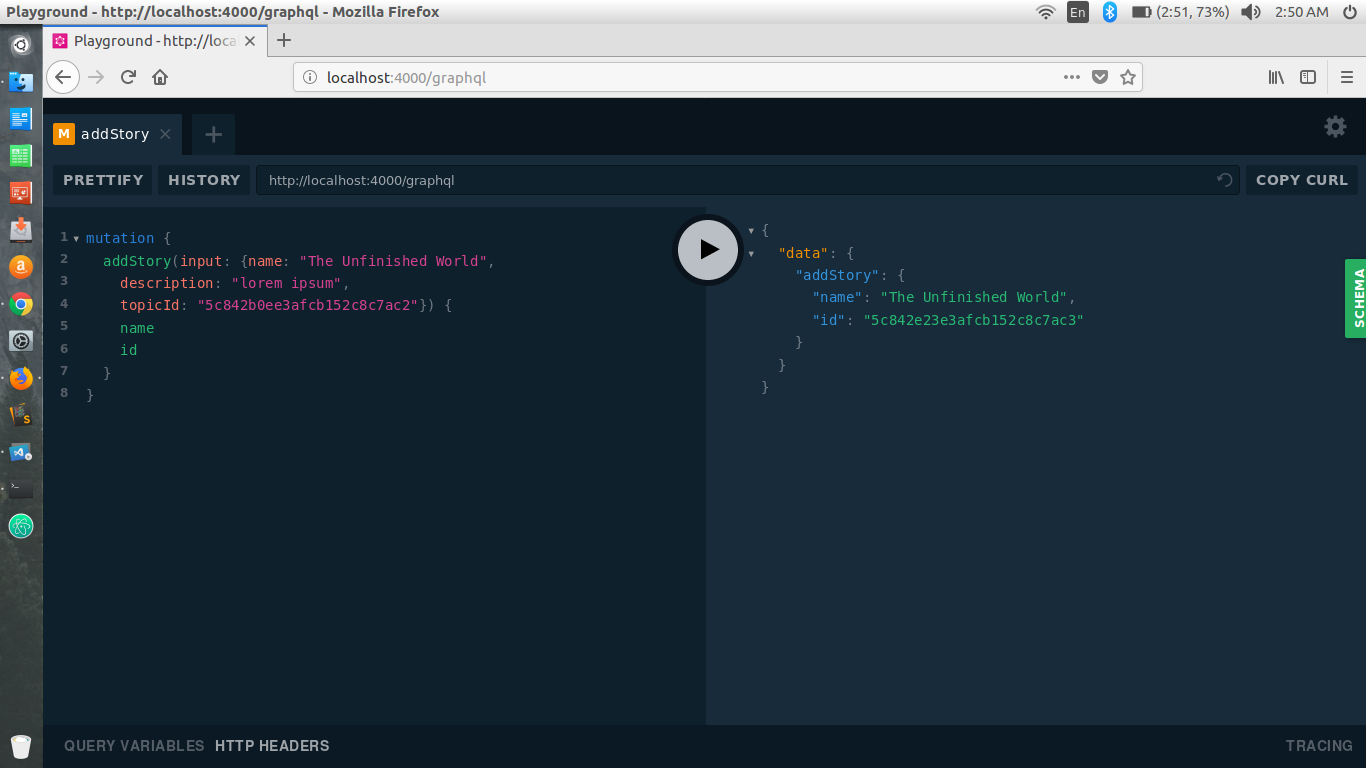 Playground - http://localhost:4000/graphql - Mozilla Firefox
En (2:51, 73%) 2:50 AM
Playground - http://loca
localhost:4000/graphql
M addStory
PRETTIFY HISTORY http://localhost:4000/graphql COPY CURL
1 mutation {
2 addStory(input: {name: "The Unfinished World",
3 description: "lorem ipsum",
4 topicId: "5c842b0ee3afcb152c8c7ac2"}) {
5 name
6 id
7 }
8 }
{
"data": {
"addStory": {
"name": "The Unfinished World",
"id": "5c842e23e3afcb152c8c7ac3"
}
}
}
SCHEMA
QUERY VARIABLES HTTP HEADERS TRACING